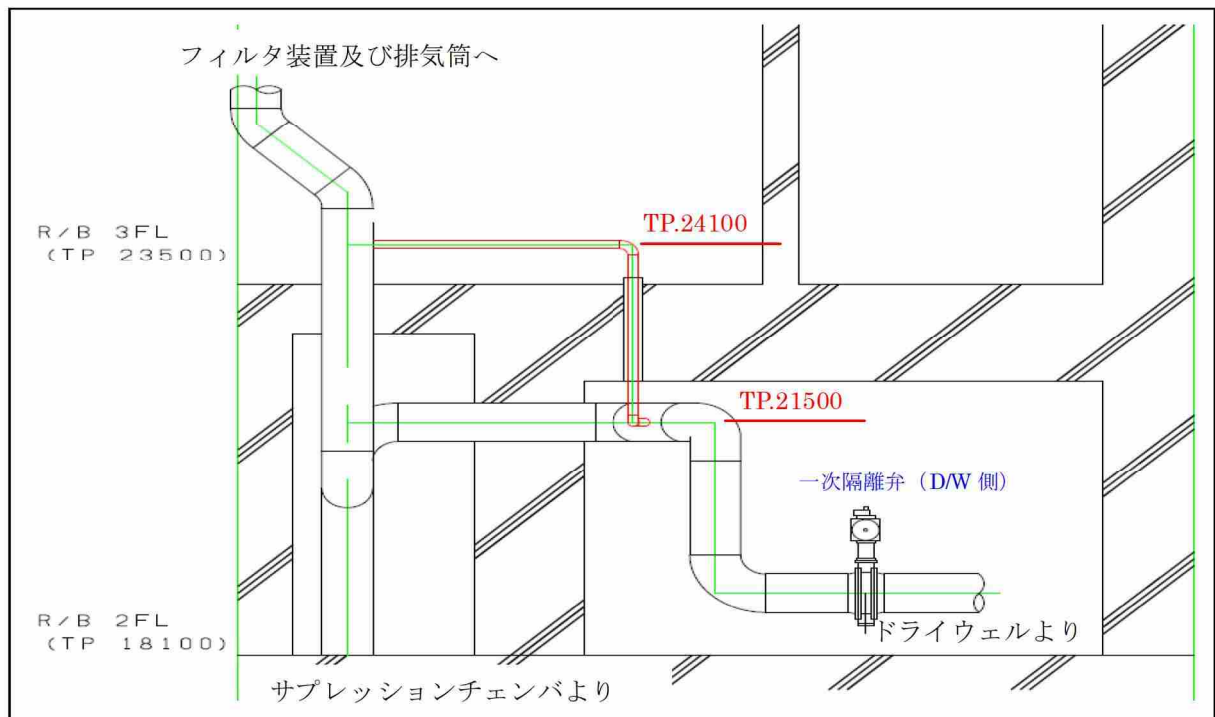 フィルタ装置及び排気筒へ
R/B 3FL
(TP 23500)
TP.24100
TP.21500
一次隔離弁（D/W 側）
R/B 2FL
(TP 18100)
ドライウェルより
サプレッションチェンバより